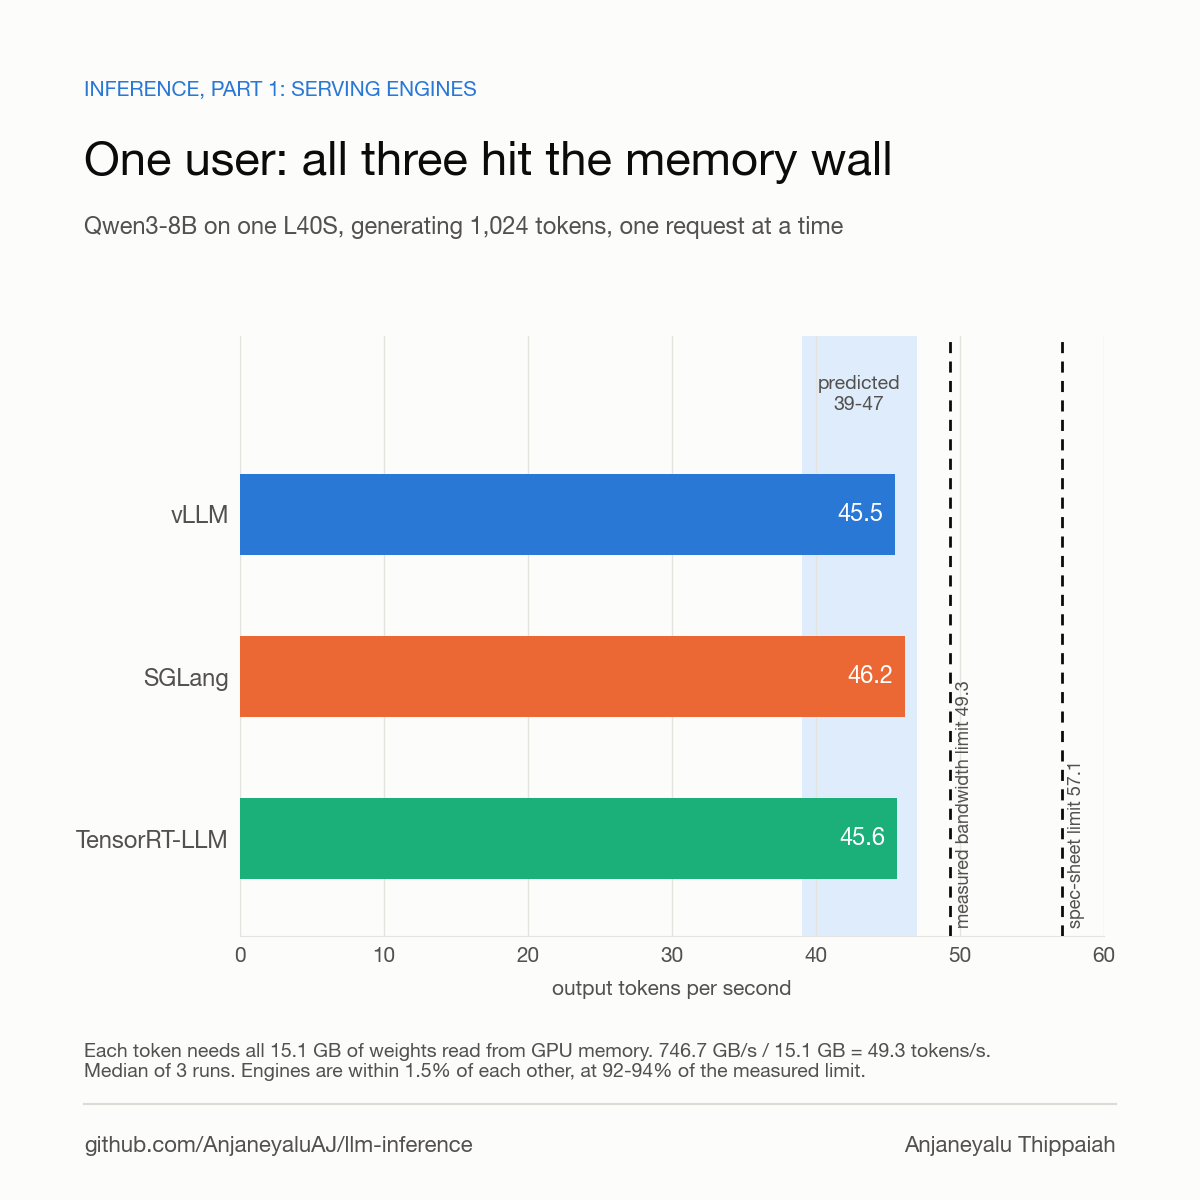 INFERENCE, PART 1: SERVING ENGINES
One user: all three hit the memory wall
Qwen3-8B on one L40S, generating 1,024 tokens, one request at a time
predicted
39-47
vLLM
45.5
SGLang
46.2
TensorRT-LLM
45.6
measured bandwidth limit 49.3
spec-sheet limit 57.1
0
10
20
30
40
50
60
output tokens per second
Each token needs all 15.1 GB of weights read from GPU memory. 746.7 GB/s / 15.1 GB = 49.3 tokens/s.
Median of 3 runs. Engines are within 1.5% of each other, at 92-94% of the measured limit.
github.com/AnjaneyaluAJ/llm-inference
Anjaneyalu Thippaiah